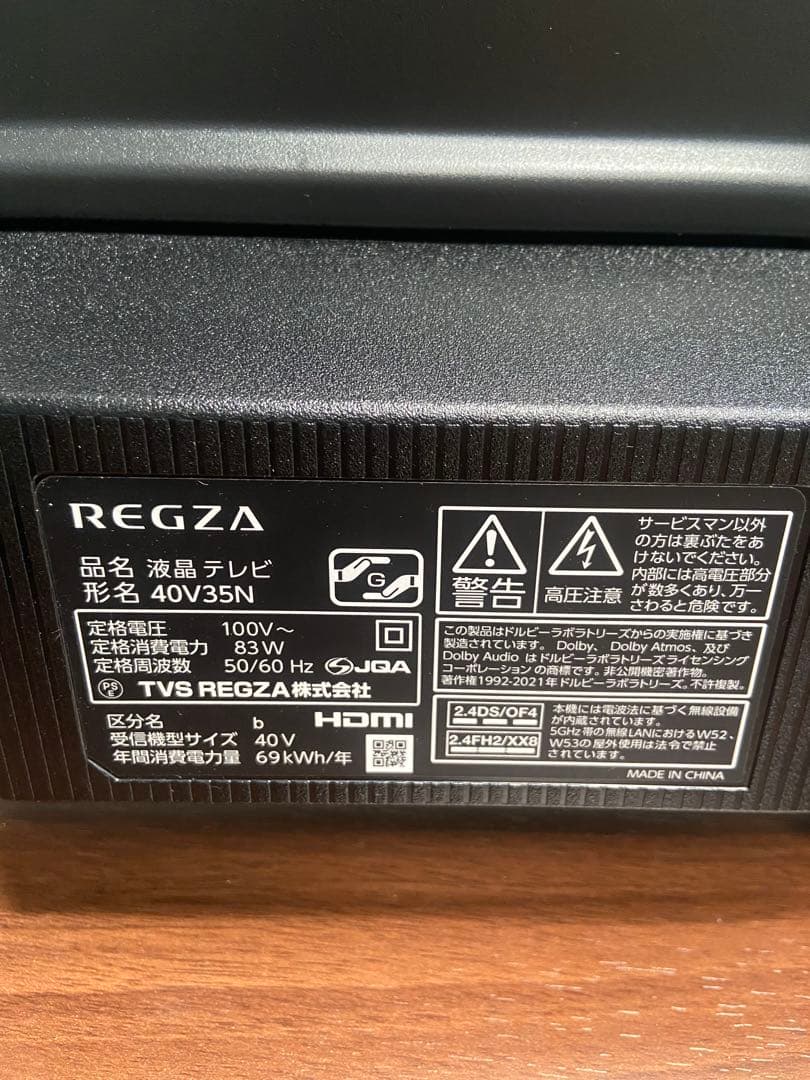 REGZA
品名 液晶テレビ
形名 40V35N
G
定格電圧 100V～
定格消費電力 83W
定格周波数 50/60 Hz JQA
PS E TVS REGZA株式会社
区分名 b HDMI
受信機型サイズ 40V
年間消費電力量 69kWh/年
警告
高圧注意
サービスマン以外
の方は裏ぶたをあ
けないでください。
内部には高電圧部分
が数多くあり、万一
さわると危険です。
この製品はドルビーラボラトリーズからの実施権に基づき
製造されています。Dolby、Dolby Atmos、及び
Dolby Audio はドルビーラボラトリーズライセンシング
コーポレーションの商標です。非公開機密著作物。
著作権1992-2021年ドルビーラボラトリーズ。不許複製。
2.4DS/OF4
2.4FH2/XX8
本機には電波法に基づく無線設備
が内蔵されています。
5GHz帯の無線LANにおけるW52、
W53の屋外使用は法令で禁止
されています。
MADE IN CHINA